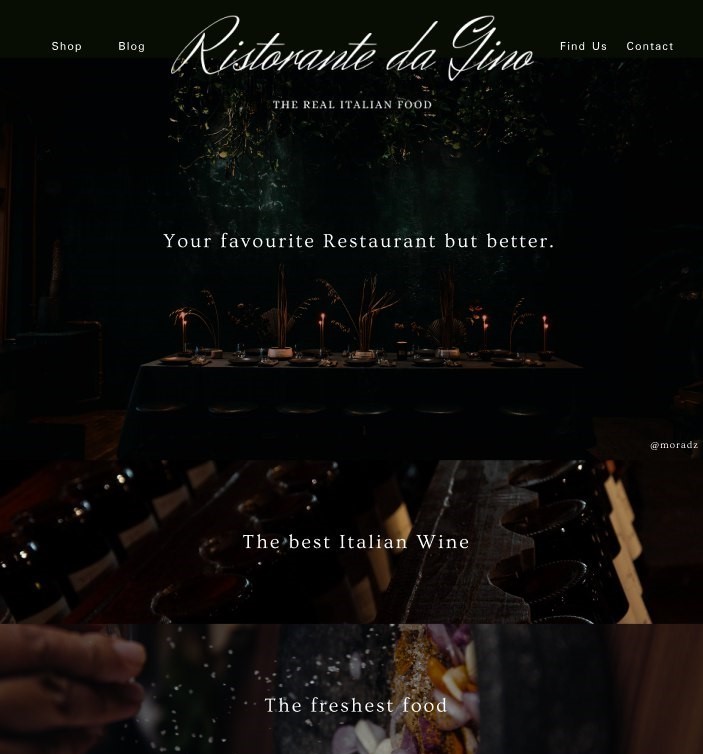 Shop
Blog
Ristorante da Gino
Find Us
Contact
THE REAL ITALIAN FOOD
Your favourite Restaurant but better.
@moradz
The best Italian Wine
The freshest food